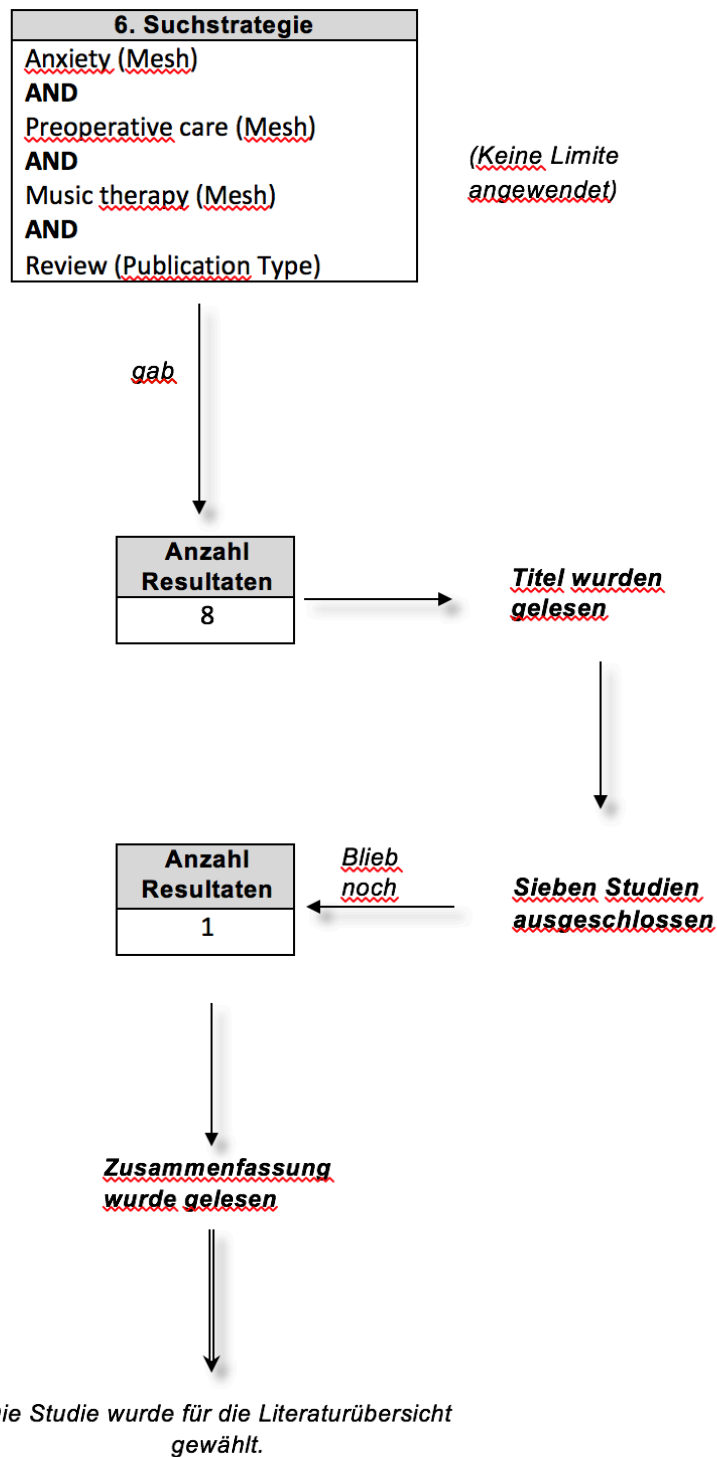 6. Suchstrategie
Anxiety (Mesh)
AND
Preoperative care (Mesh)
AND
Music therapy (Mesh)
AND
Review (Publication Type)
(Keine Limite
angewendet)
gab
Anzahl
Resultaten
8
Titel wurden
gelesen
Sieben Studien
ausgeschlossen
Blieb
noch
Anzahl
Resultaten
1
Zusammenfassung
wurde gelesen
ie Studie wurde für die Literaturübersicht
gewählt.